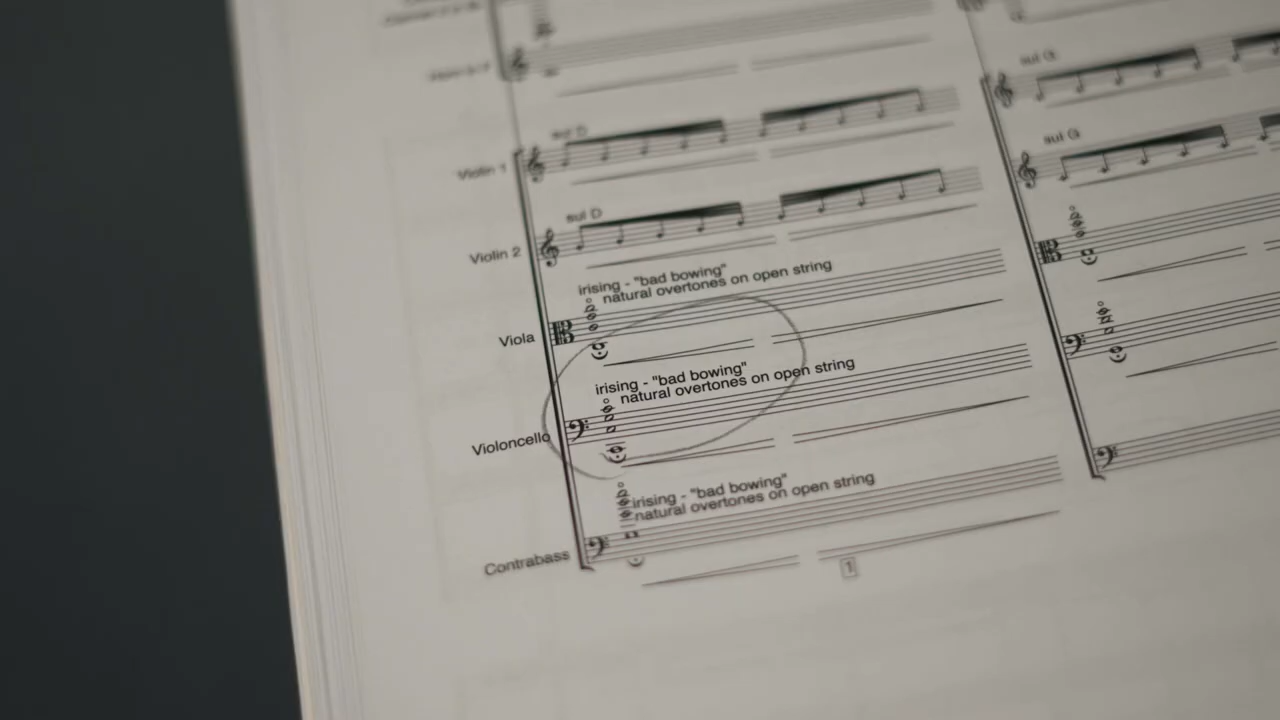 sul G
Violin 1
sul D
sul G
Violin 2
sul D
irising - "bad bowing"
natural overtones on open string
Viola
irising - "bad bowing"
natural overtones on open string
Violoncello
irising - "bad bowing"
natural overtones on open string
Contrabass
1